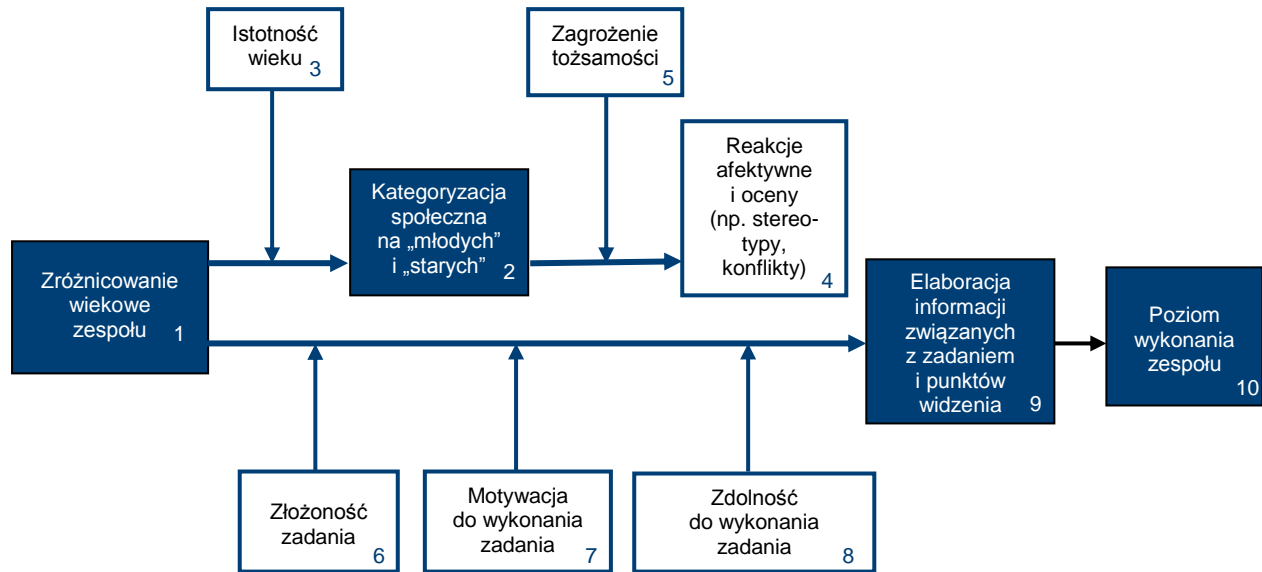 Istotność
wieku
3
Zagrożenie
tożsamości
5
Reakcje
afektywne
i oceny
(np. stereo-
typy,
konflikty)
4
Kategoryzacja
społeczna
na „młodych”
i „starych”
2
Zróżnicowanie
wiekowe
zespołu
1
Elaboracja
informacji
związanych
z zadaniem
i punktów
widzenia
9
Poziom
wykonania
zespołu
10
Złożoność
zadania
6
Motywacja
do wykonania
zadania
7
Zdolność
do wykonania
zadania
8